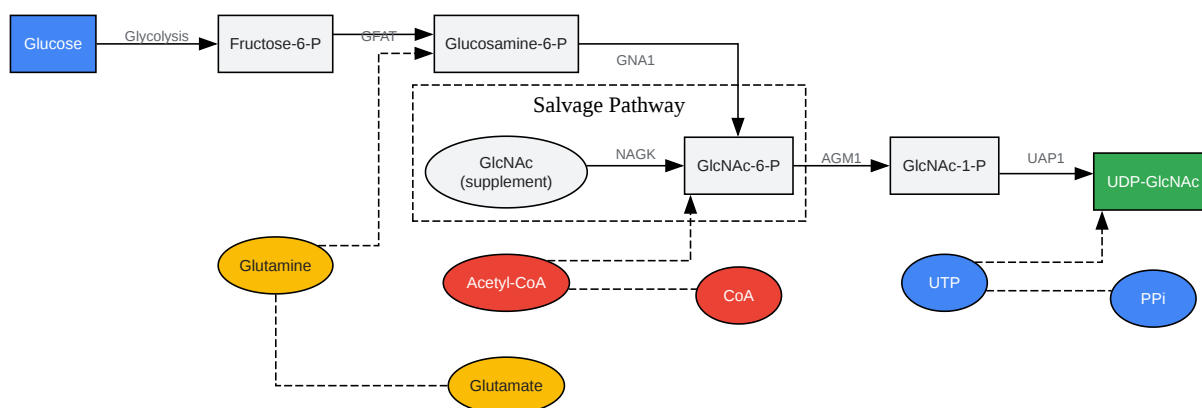 Glucose
Glycolysis
Fructose-6-P
GFAT
Glucosamine-6-P
GNA1
Salvage Pathway
GlcNAc
(supplement)
NAGK
GlcNAc-6-P
AGM1
GlcNAc-1-P
UAP1
UDP-GlcNAc
Glutamine
Acetyl-CoA
CoA
UTP
PPi
Glutamate